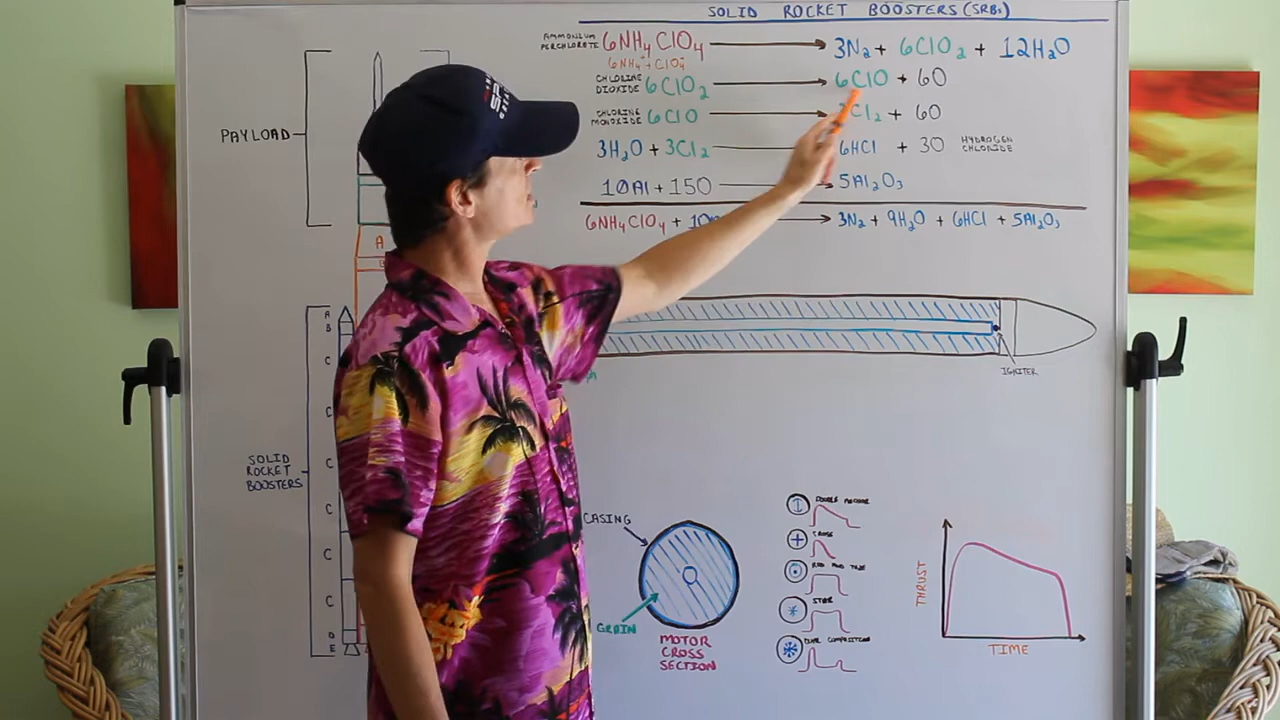 SOLID ROCKET BOOSTERS (SRBs)
AMMONIUM PERCHLORATE 6NH₄ClO₄ → 3N₂ + 6ClO₂ + 12H₂O
6NH₄⁺ ClO₄⁻
CHLORINE DIOXIDE 6ClO₂ → 6ClO + 6O
CHLORINE MONOXIDE 6ClO → Cl₂ + 6O
3H₂O + 3Cl₂ → 6HCl + 3O HYDROGEN CHLORIDE
10Al + 15O → 5Al₂O₃
6NH₄ClO₄ + 10 → 3N₂ + 9H₂O + 6HCl + 5Al₂O₃
PAYLOAD
A
A
B
C
C
C
C
C
C
D
E
SOLID
ROCKET
BOOSTERS
IGNITER
CASING
GRAIN
MOTOR
CROSS
SECTION
DOUBLE ANCHOR
CROSS
ROD AND TUBE
STAR
DUAL COMPOSITION
THRUST
TIME